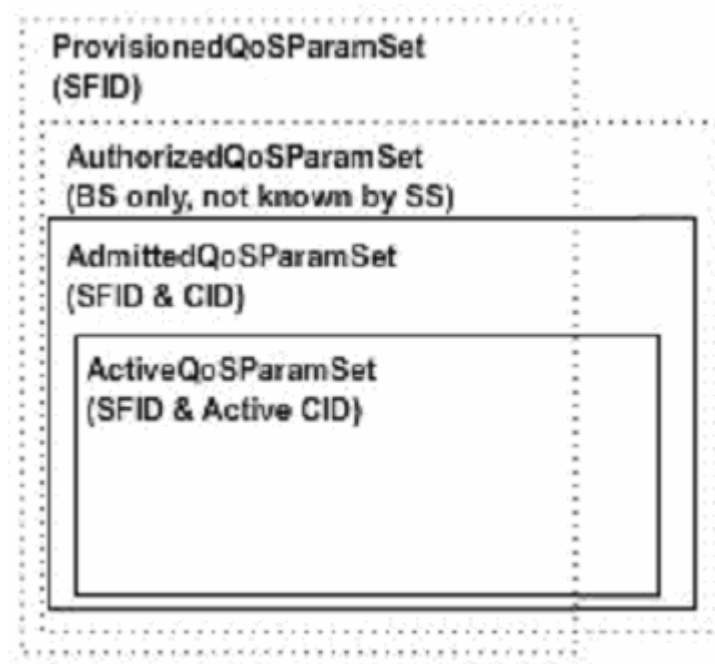 ProvisionedQoSParamSet
(SFID)
AuthorizedQoSParamSet
(BS only, not known by SS)
AdmittedQoSParamSet
(SFID & CID)
ActiveQoSParamSet
(SFID & Active CID)